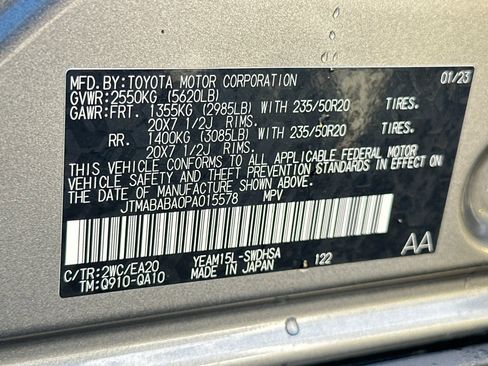 MFD. BY: TOYOTA MOTOR CORPORATION 01/23
GVWR: 2550KG (5620LB)
GAWR: FRT. 1355KG (2985LB) WITH 235/50R20 TIRES.
20X7 1/2J RIMS.
RR. 1400KG (3085LB) WITH 235/50R20 TIRES.
20X7 1/2J RIMS.
THIS VEHICLE CONFORMS TO ALL APPLICABLE FEDERAL MOTOR
VEHICLE SAFETY AND THEFT PREVENTION STANDARDS IN EFFECT ON
THE DATE OF MANUFACTURE SHOWN ABOVE.
JTMABABA0PA015578 MPV
C/TR: 2WC/EA20 YEAM15L-SWDHSA 122 AA
TM: Q910-QA10 MADE IN JAPAN